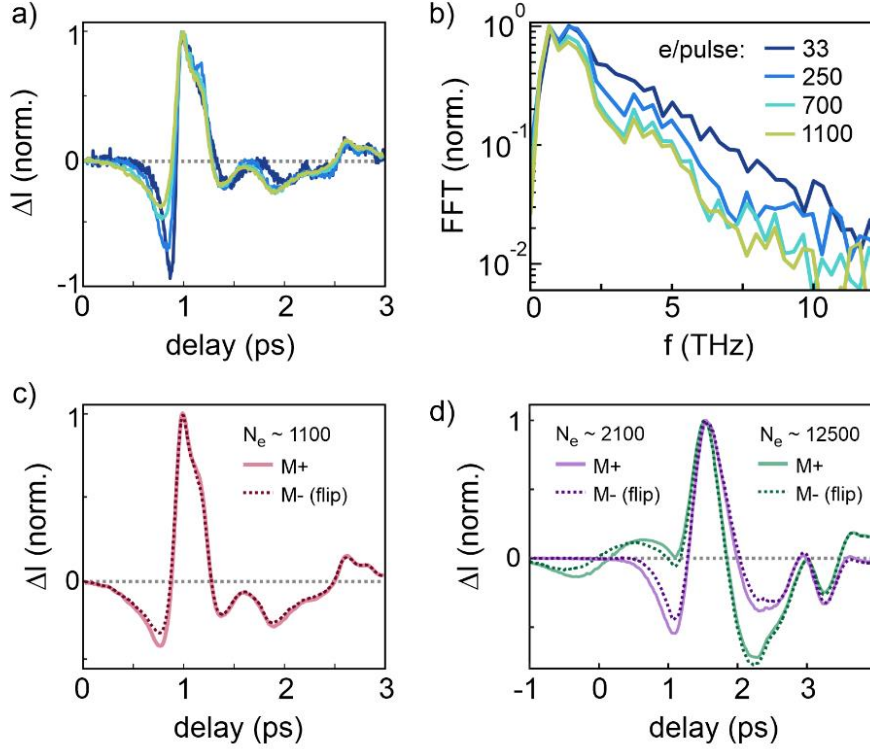 a)
ΔI (norm.)
1
0
-1
0
1
2
3
delay (ps)
b)
FFT (norm.)
10^0
10^-1
10^-2
e/pulse:
33
250
700
1100
0
5
10
f (THz)
c)
ΔI (norm.)
1
0
N_e ~ 1100
M+
M- (flip)
0
1
2
3
delay (ps)
d)
ΔI (norm.)
1
0
N_e ~ 2100
M+
M- (flip)
N_e ~ 12500
M+
M- (flip)
-1
0
1
2
3
delay (ps)